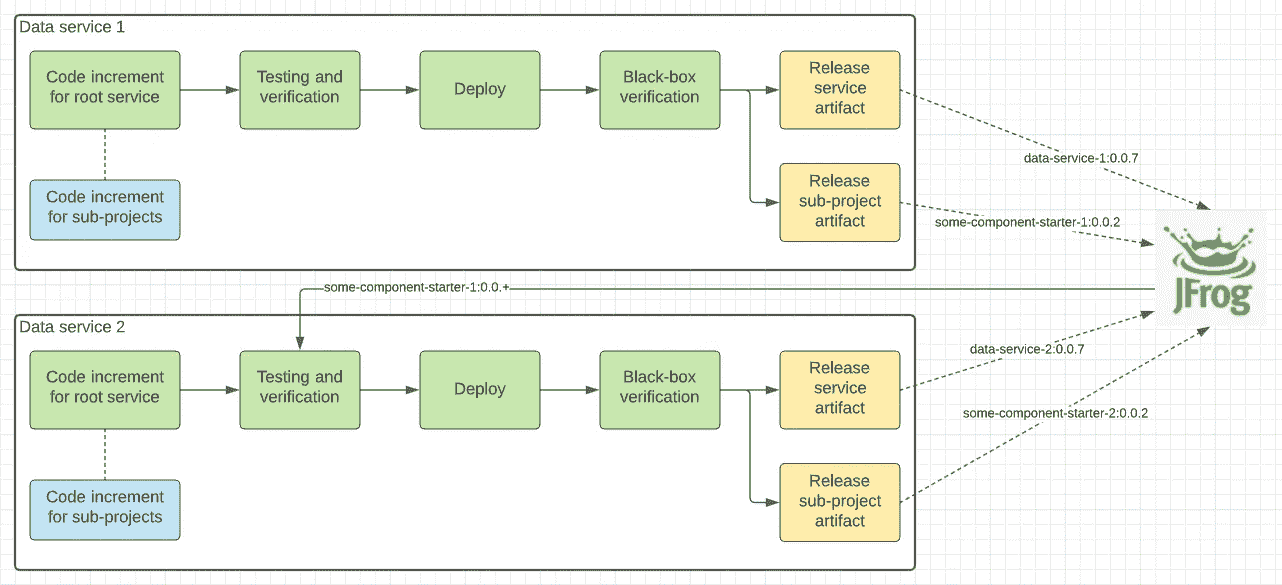 Data service 1
Code increment
for root service
Testing and
verification
Deploy
Black-box
verification
Release
service
artifact
data-service-1:0.0.7
Code increment
for sub-projects
Release
sub-project
artifact
some-component-starter-1:0.0.2
JFrog
some-component-starter-1:0.0.+
Data service 2
Code increment
for root service
Testing and
verification
Deploy
Black-box
verification
Release
service
artifact
data-service-2:0.0.7
Code increment
for sub-projects
Release
sub-project
artifact
some-component-starter-2:0.0.2